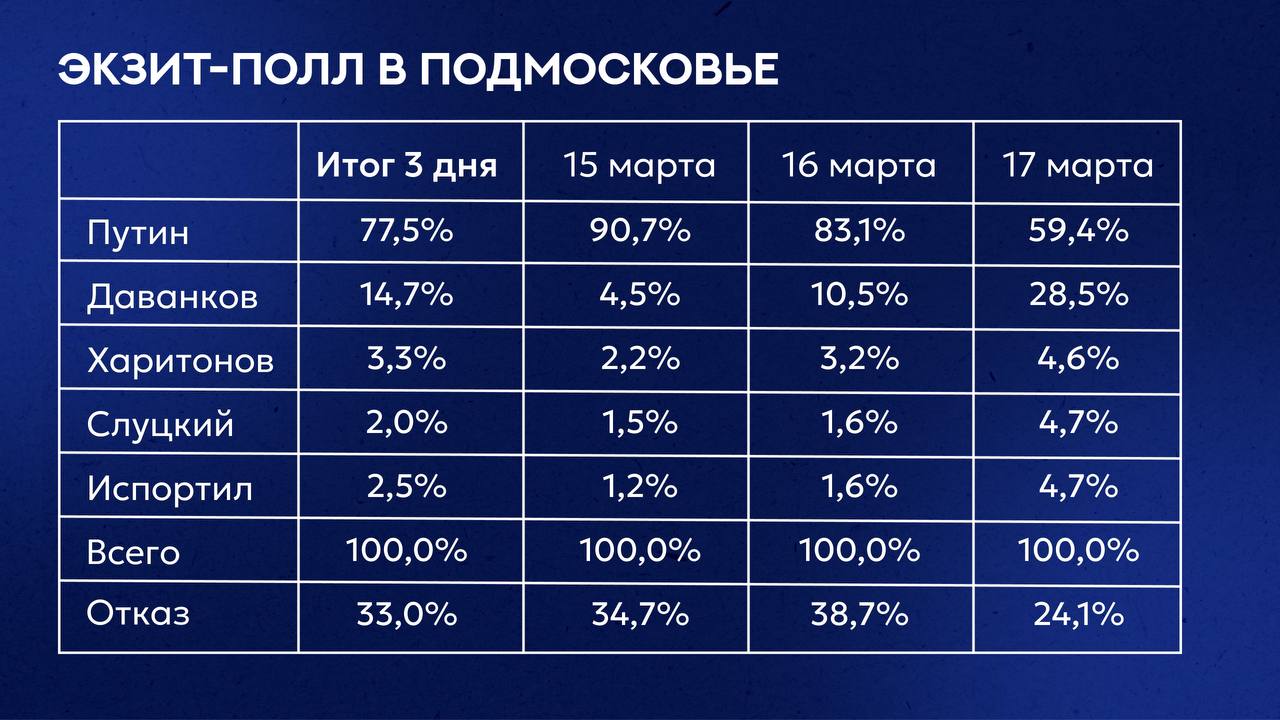 ЭКЗИТ-ПОЛЛ В ПОДМОСКОВЬЕ
Итог 3 дня 15 марта 16 марта 17 марта
Путин 77,5% 90,7% 83,1% 59,4%
Даванков 14,7% 4,5% 10,5% 28,5%
Харитонов 3,3% 2,2% 3,2% 4,6%
Слуцкий 2,0% 1,5% 1,6% 4,7%
Испортил 2,5% 1,2% 1,6% 4,7%
Всего 100,0% 100,0% 100,0% 100,0%
Отказ 33,0% 34,7% 38,7% 24,1%